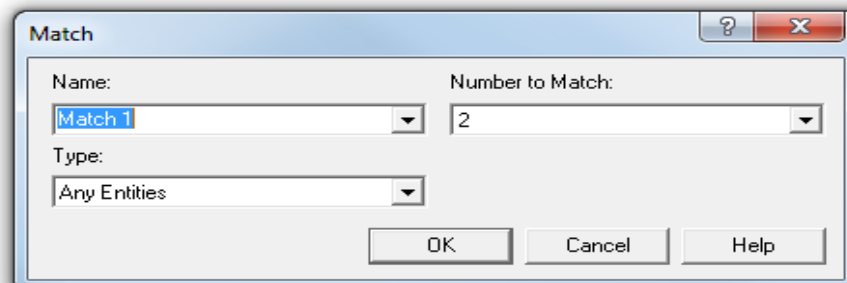 Match
Name: Number to Match:
Match 1 2
Type:
Any Entities
OK Cancel Help